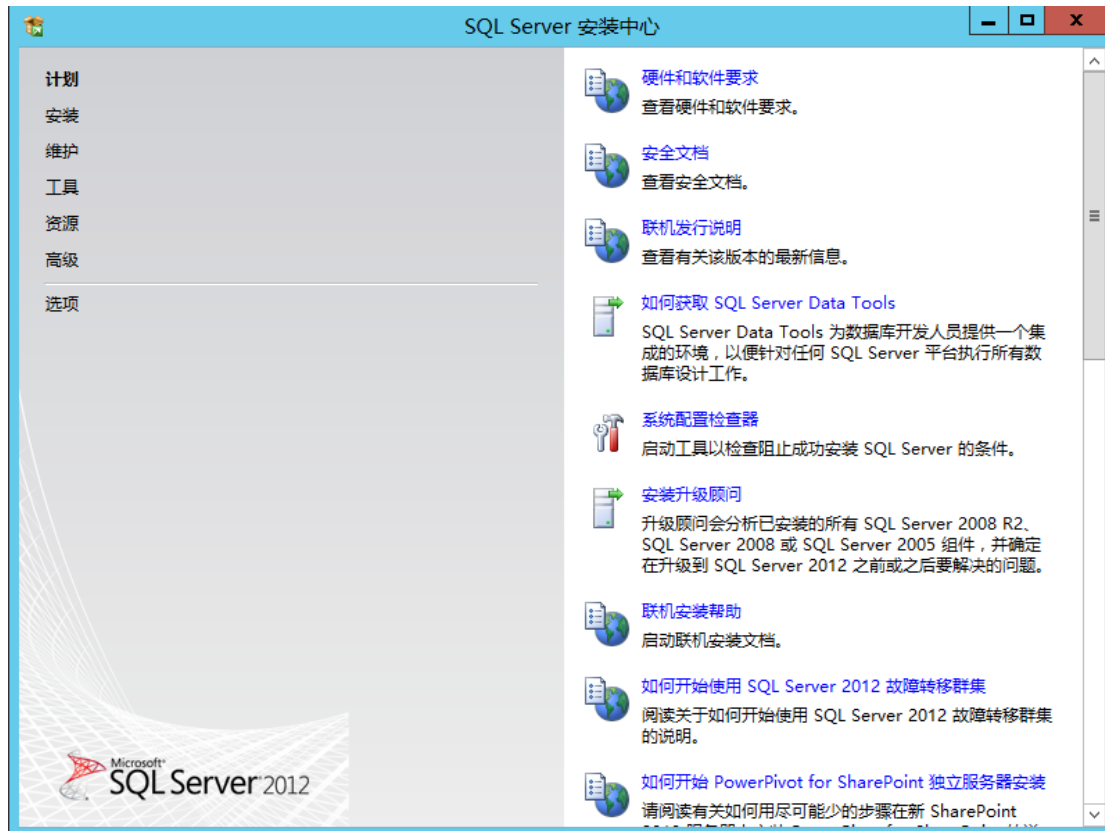 SQL Server 安装中心
计划
安装
维护
工具
资源
高级
选项
Microsoft
SQL Server 2012
硬件和软件要求
查看硬件和软件要求。
安全文档
查看安全文档。
联机发行说明
查看有关该版本的最新信息。
如何获取 SQL Server Data Tools
SQL Server Data Tools 为数据库开发人员提供一个集
成的环境，以便针对任何 SQL Server 平台执行所有数
据库设计工作。
系统配置检查器
启动工具以检查阻止成功安装 SQL Server 的条件。
安装升级顾问
升级顾问会分析已安装的所有 SQL Server 2008 R2、
SQL Server 2008 或 SQL Server 2005 组件，并确定
在升级到 SQL Server 2012 之前或之后要解决的问题。
联机安装帮助
启动联机安装文档。
如何开始使用 SQL Server 2012 故障转移群集
阅读关于如何开始使用 SQL Server 2012 故障转移群集
的说明。
如何开始 PowerPivot for SharePoint 独立服务器安装
请阅读有关如何用尽可能少的步骤在新 SharePoint